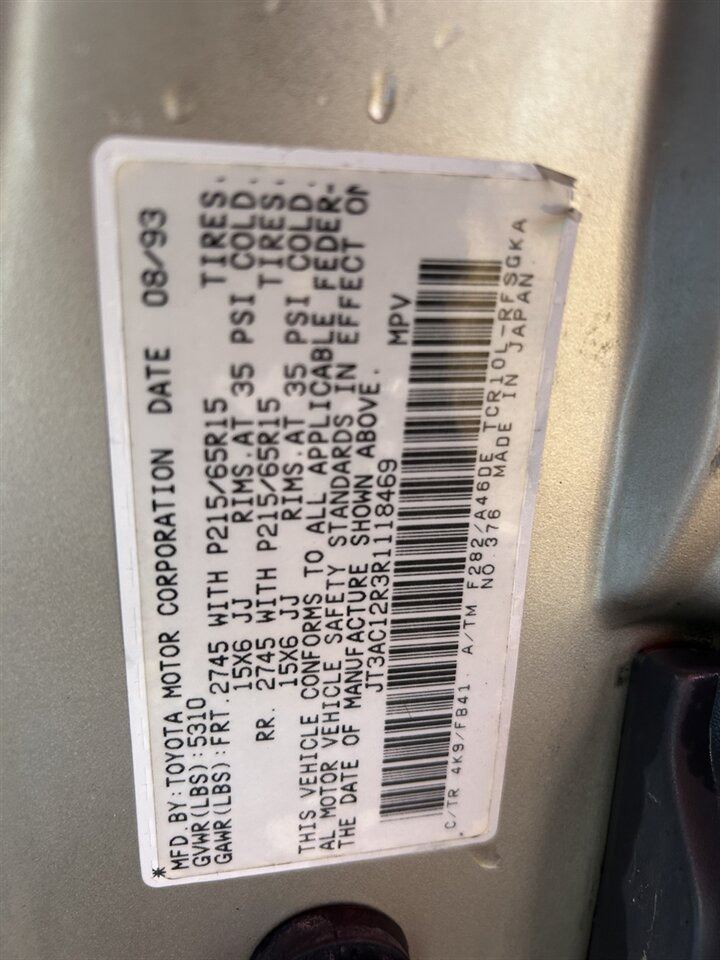 *
MFD.BY:TOYOTA MOTOR CORPORATION DATE 08/93
GVWR(LBS):5310
GAWR(LBS):FRT.2745 WITH P215/65R15 TIRES.
15X6 JJ RIMS.AT 35 PSI COLD.
RR. 2745 WITH P215/65R15 TIRES.
15X6 JJ RIMS.AT 35 PSI COLD.
THIS VEHICLE CONFORMS TO ALL APPLICABLE FEDER-
AL MOTOR VEHICLE SAFETY STANDARDS IN EFFECT ON
THE DATE OF MANUFACTURE SHOWN ABOVE.
JT3AC12R3R1118469 MPV
C/TR 4K9/FB41 A/TM F282/A46DE TCR10L-RFSGKA
NO.376 MADE IN JAPAN.